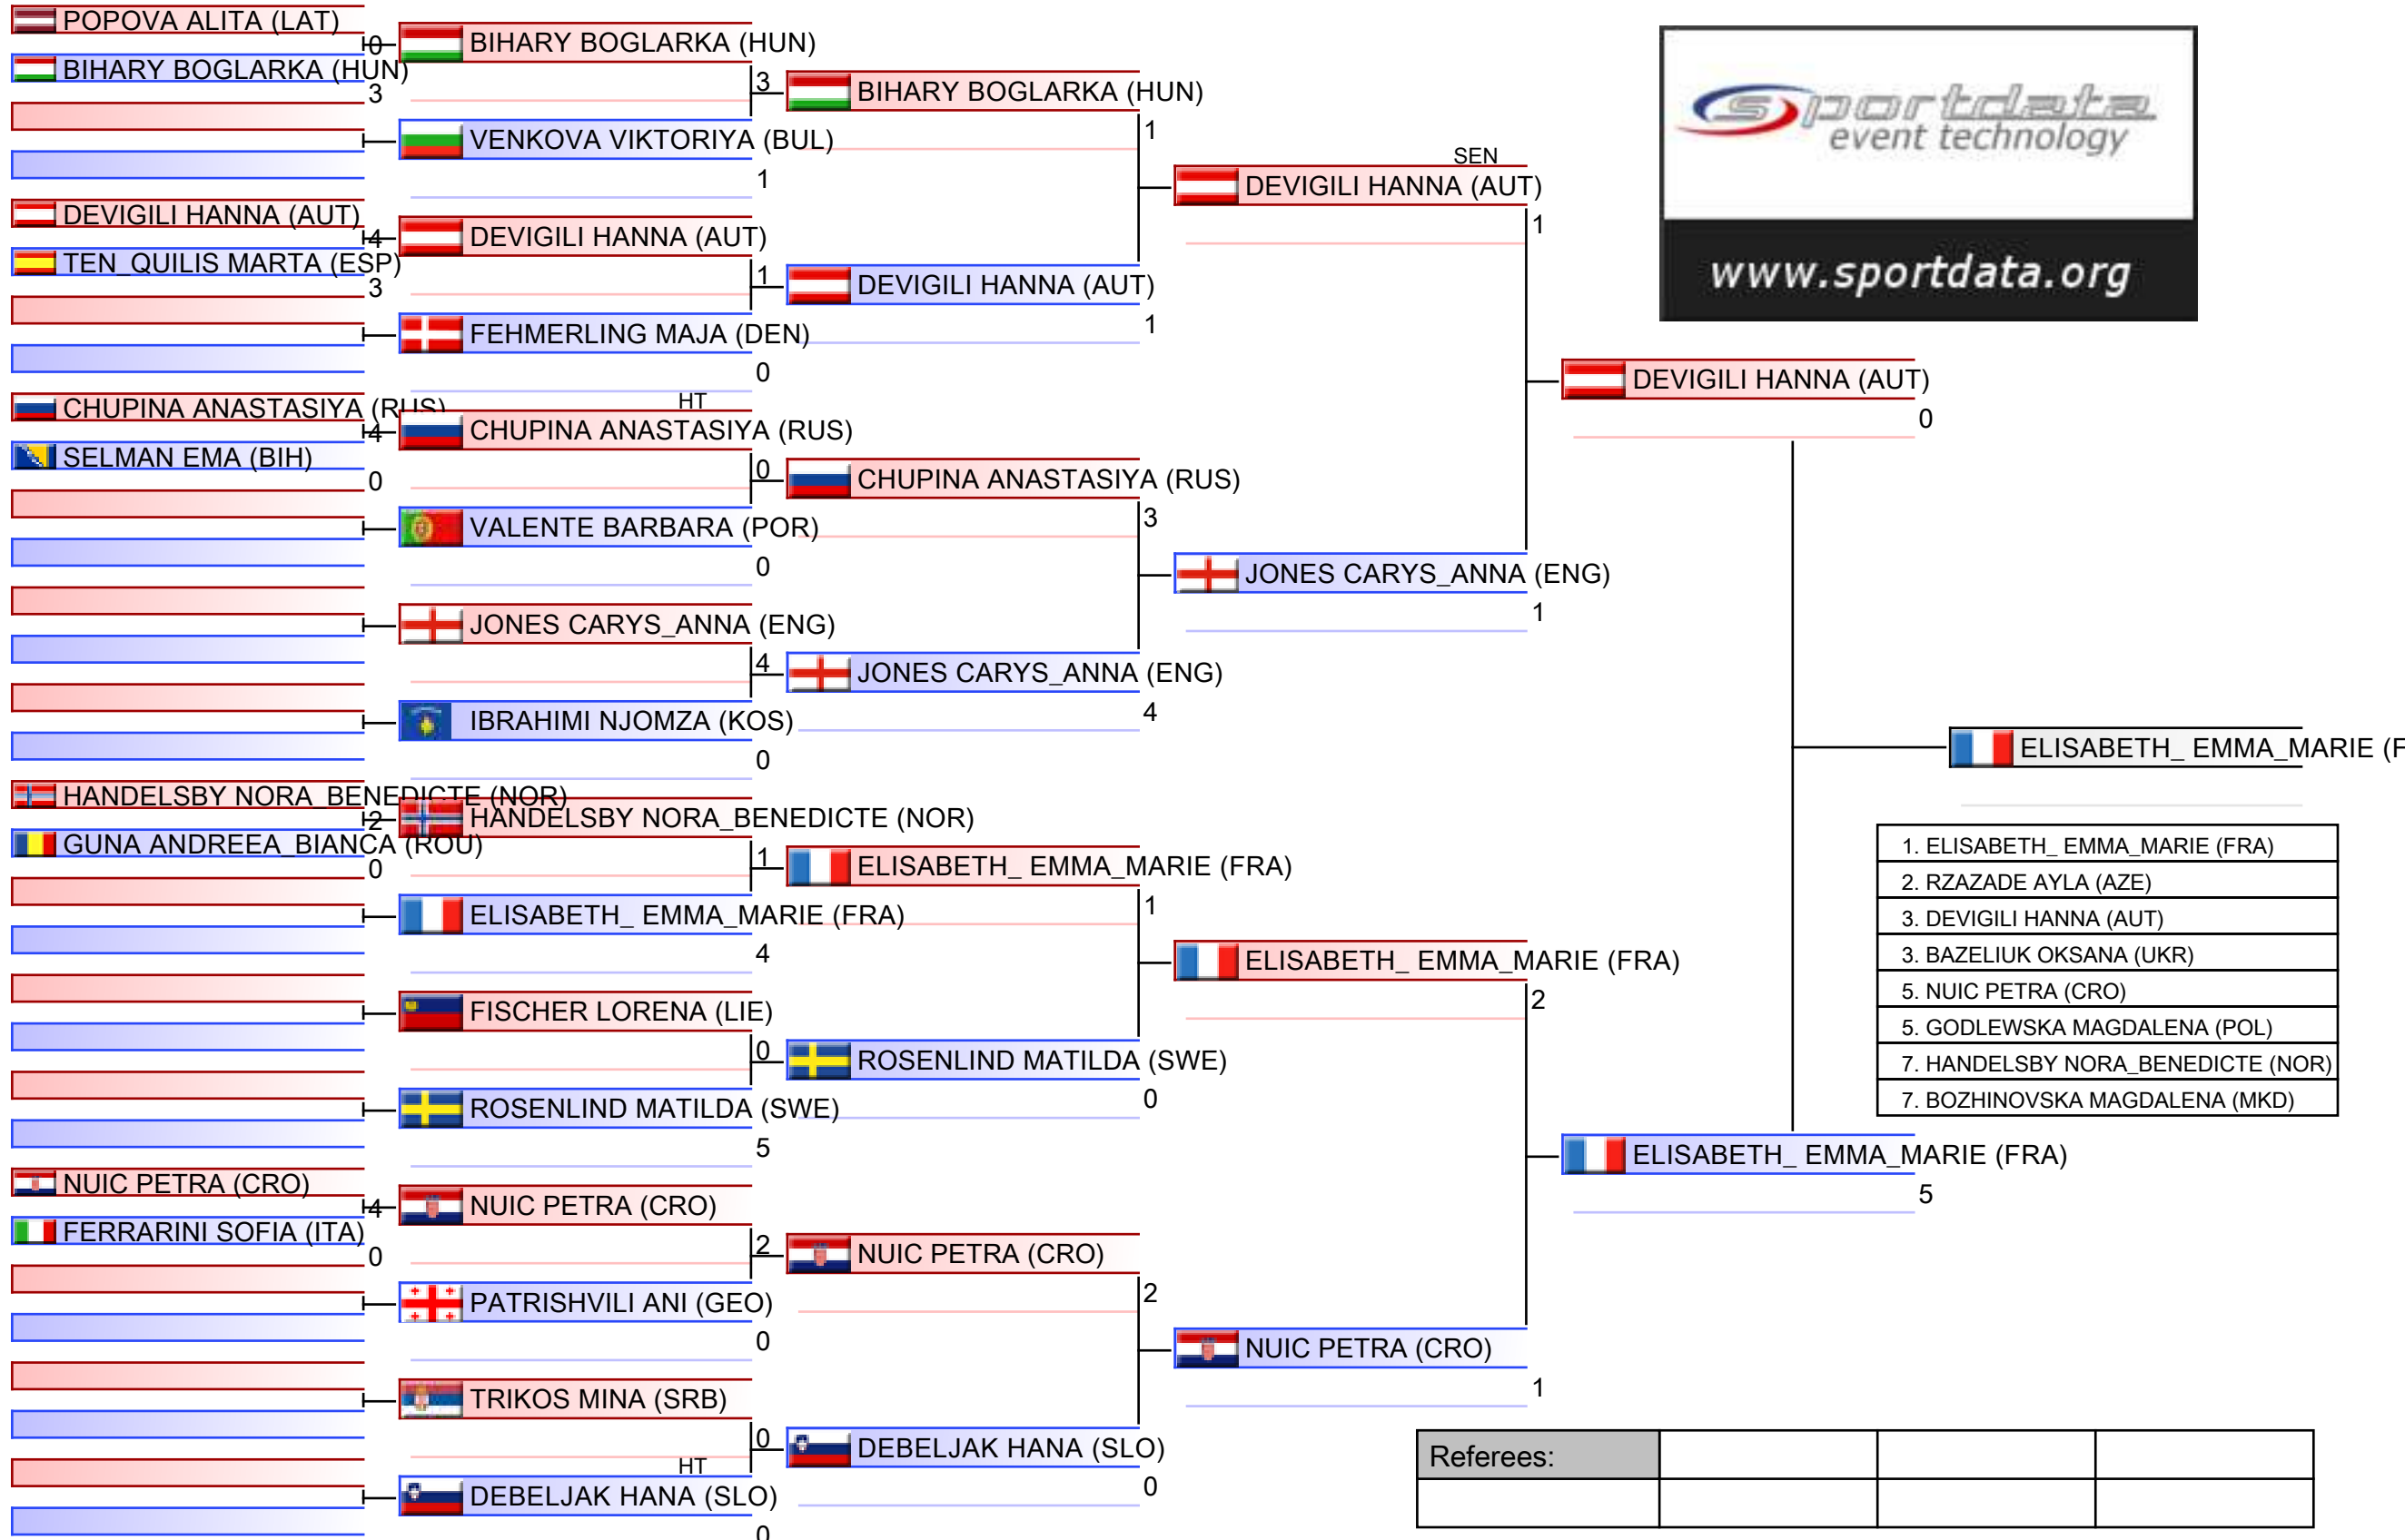 POPOVA ALITA (LAT)
0
BIHARY BOGLARKA (HUN)
3
DEVIGILI HANNA (AUT)
4
TEN_QUILIS MARTA (ESP)
3
CHUPINA ANASTASIYA (RUS)
4
SELMAN EMA (BIH)
0
HANDELSBY NORA_BENEDICTE (NOR)
2
GUNA ANDREEA_BIANCA (ROU)
0
NUIC PETRA (CRO)
4
FERRARINI SOFIA (ITA)
0
BIHARY BOGLARKA (HUN)
3
VENKOVA VIKTORIYA (BUL)
1
DEVIGILI HANNA (AUT)
1
FEHMERLING MAJA (DEN)
0
HT
CHUPINA ANASTASIYA (RUS)
0
VALENTE BARBARA (POR)
0
JONES CARYS_ANNA (ENG)
4
IBRAHIMI NJOMZA (KOS)
0
HANDELSBY NORA_BENEDICTE (NOR)
1
ELISABETH_ EMMA_MARIE (FRA)
4
FISCHER LORENA (LIE)
0
ROSENLIND MATILDA (SWE)
5
NUIC PETRA (CRO)
2
PATRISHVILI ANI (GEO)
0
TRIKOS MINA (SRB)
0
HT
DEBELJAK HANA (SLO)
0
BIHARY BOGLARKA (HUN)
1
DEVIGILI HANNA (AUT)
1
CHUPINA ANASTASIYA (RUS)
3
JONES CARYS_ANNA (ENG)
4
ELISABETH_ EMMA_MARIE (FRA)
1
ROSENLIND MATILDA (SWE)
0
NUIC PETRA (CRO)
2
DEBELJAK HANA (SLO)
0
SEN
DEVIGILI HANNA (AUT)
1
JONES CARYS_ANNA (ENG)
1
ELISABETH_ EMMA_MARIE (FRA)
2
NUIC PETRA (CRO)
1
DEVIGILI HANNA (AUT)
0
ELISABETH_ EMMA_MARIE (FRA)
5
ELISABETH_ EMMA_MARIE (F
sportdata
event technology
www.sportdata.org
1. ELISABETH_ EMMA_MARIE (FRA)
2. RZAZADE AYLA (AZE)
3. DEVIGILI HANNA (AUT)
3. BAZELIUK OKSANA (UKR)
5. NUIC PETRA (CRO)
5. GODLEWSKA MAGDALENA (POL)
7. HANDELSBY NORA_BENEDICTE (NOR)
7. BOZHINOVSKA MAGDALENA (MKD)
Referees: